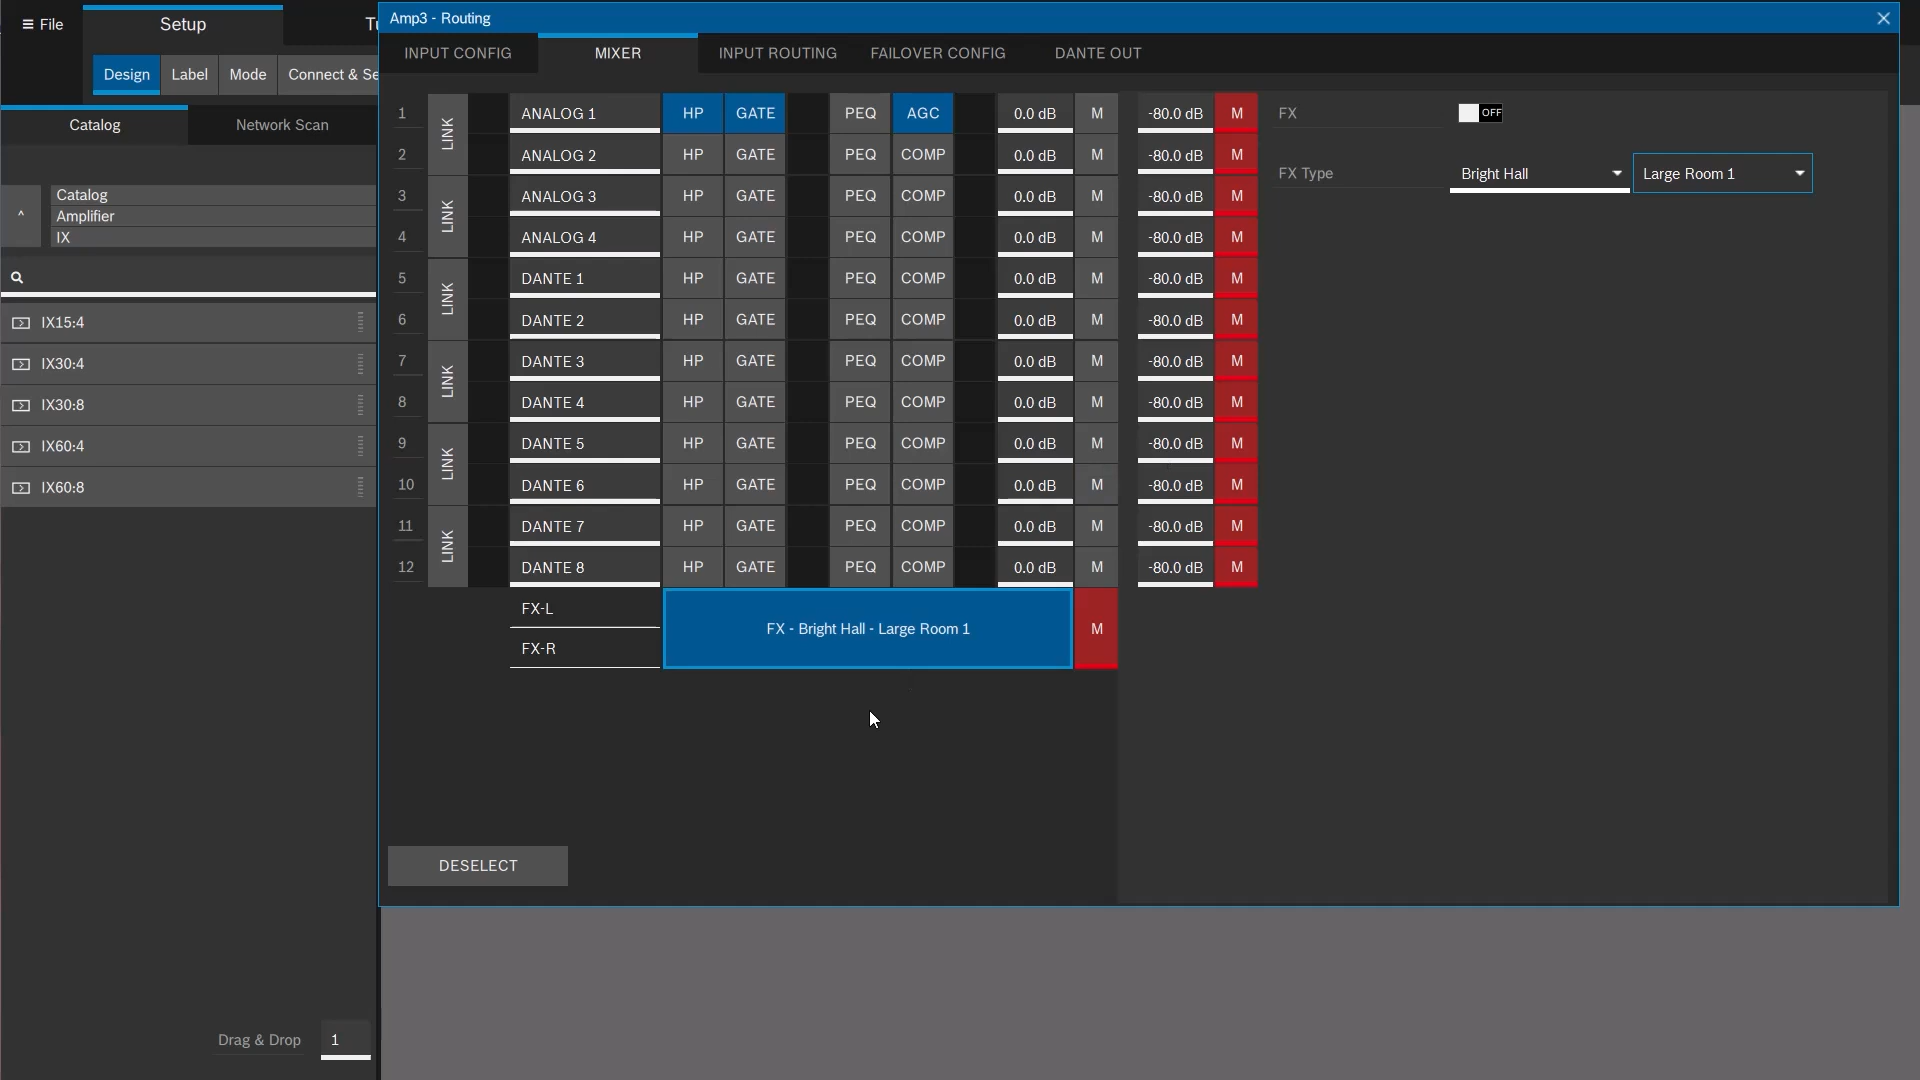 File
Setup
Tu
Design
Label
Mode
Connect & Se
Catalog
Network Scan
^
Catalog
Amplifier
IX
IX15:4
IX30:4
IX30:8
IX60:4
IX60:8
Drag & Drop
1
Amp3 - Routing
INPUT CONFIG
MIXER
INPUT ROUTING
FAILOVER CONFIG
DANTE OUT
1 LINK ANALOG 1 HP GATE PEQ AGC 0.0 dB M -80.0 dB M
2 ANALOG 2 HP GATE PEQ COMP 0.0 dB M -80.0 dB M
3 LINK ANALOG 3 HP GATE PEQ COMP 0.0 dB M -80.0 dB M
4 ANALOG 4 HP GATE PEQ COMP 0.0 dB M -80.0 dB M
5 LINK DANTE 1 HP GATE PEQ COMP 0.0 dB M -80.0 dB M
6 DANTE 2 HP GATE PEQ COMP 0.0 dB M -80.0 dB M
7 LINK DANTE 3 HP GATE PEQ COMP 0.0 dB M -80.0 dB M
8 DANTE 4 HP GATE PEQ COMP 0.0 dB M -80.0 dB M
9 LINK DANTE 5 HP GATE PEQ COMP 0.0 dB M -80.0 dB M
10 DANTE 6 HP GATE PEQ COMP 0.0 dB M -80.0 dB M
11 LINK DANTE 7 HP GATE PEQ COMP 0.0 dB M -80.0 dB M
12 DANTE 8 HP GATE PEQ COMP 0.0 dB M -80.0 dB M
FX-L
FX-R
FX - Bright Hall - Large Room 1
M
DESELECT
FX OFF
FX Type Bright Hall Large Room 1